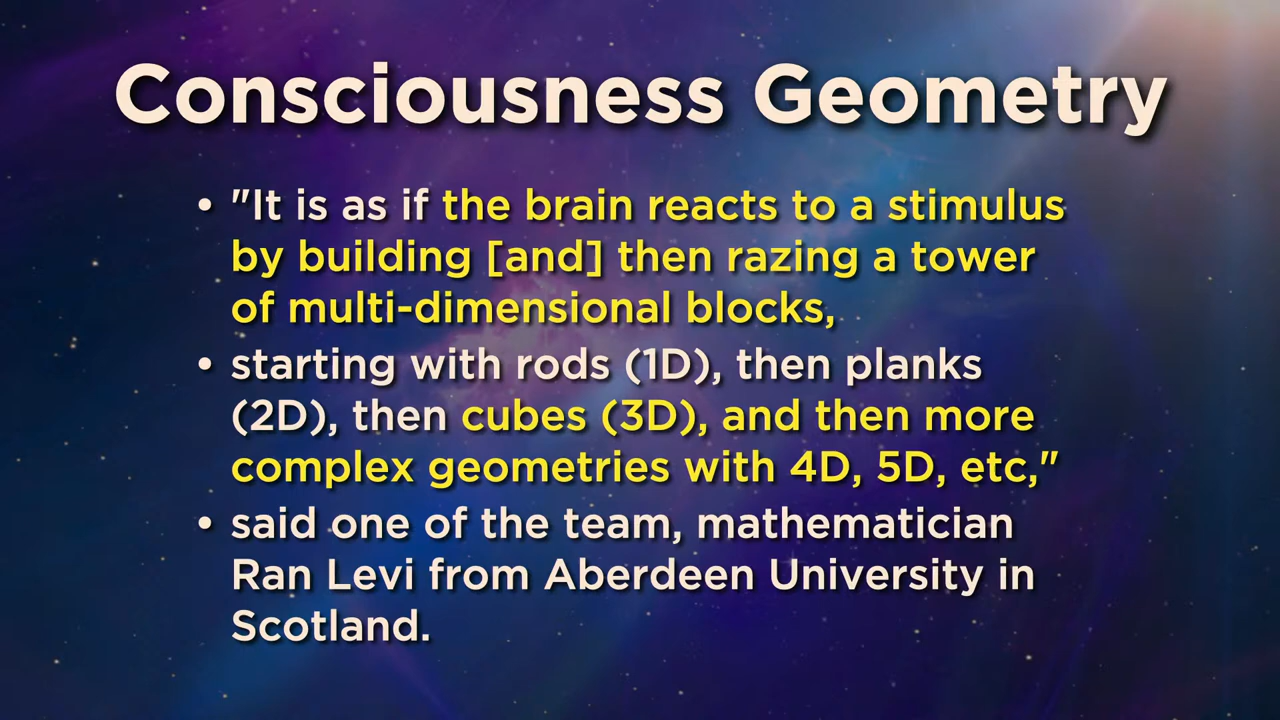 Consciousness Geometry
• "It is as if the brain reacts to a stimulus
by building [and] then razing a tower
of multi-dimensional blocks,
• starting with rods (1D), then planks
(2D), then cubes (3D), and then more
complex geometries with 4D, 5D, etc,"
• said one of the team, mathematician
Ran Levi from Aberdeen University in
Scotland.